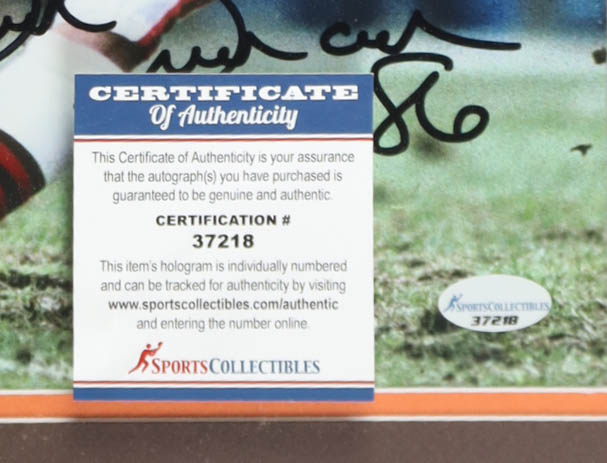 86
CERTIFICATE
Of Authenticity
This Certificate of Authenticity is your assurance
that the autograph(s) you have purchased is
guaranteed to be genuine and authentic.
CERTIFICATION #
37218
This item's hologram is individually numbered
and can be tracked for authenticity by visiting
www.sportscollectibles.com/authentic
and entering the number online.
SPORTSCOLLECTIBLES
SPORTSCOLLECTIBLES
37218